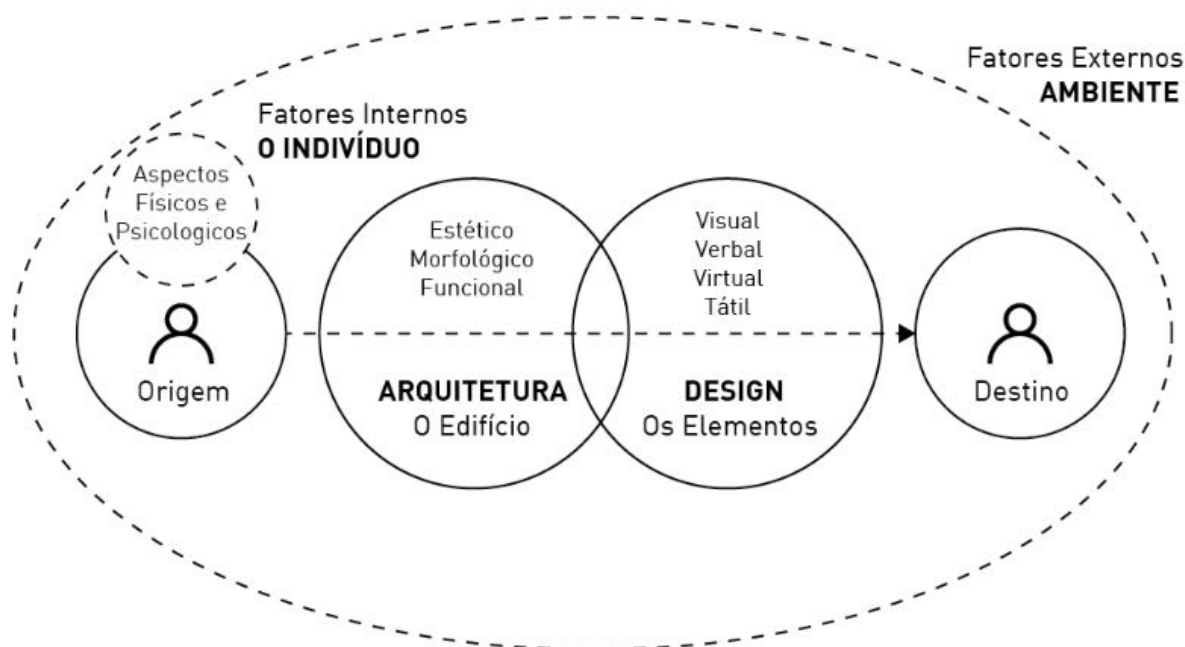 Fatores Externos
AMBIENTE
Fatores Internos
O INDIVÍDUO
Aspectos
Físicos e
Psicologicos
Origem
Estético
Morfológico
Funcional
ARQUITETURA
O Edifício
Visual
Verbal
Virtual
Tátil
DESIGN
Os Elementos
Destino